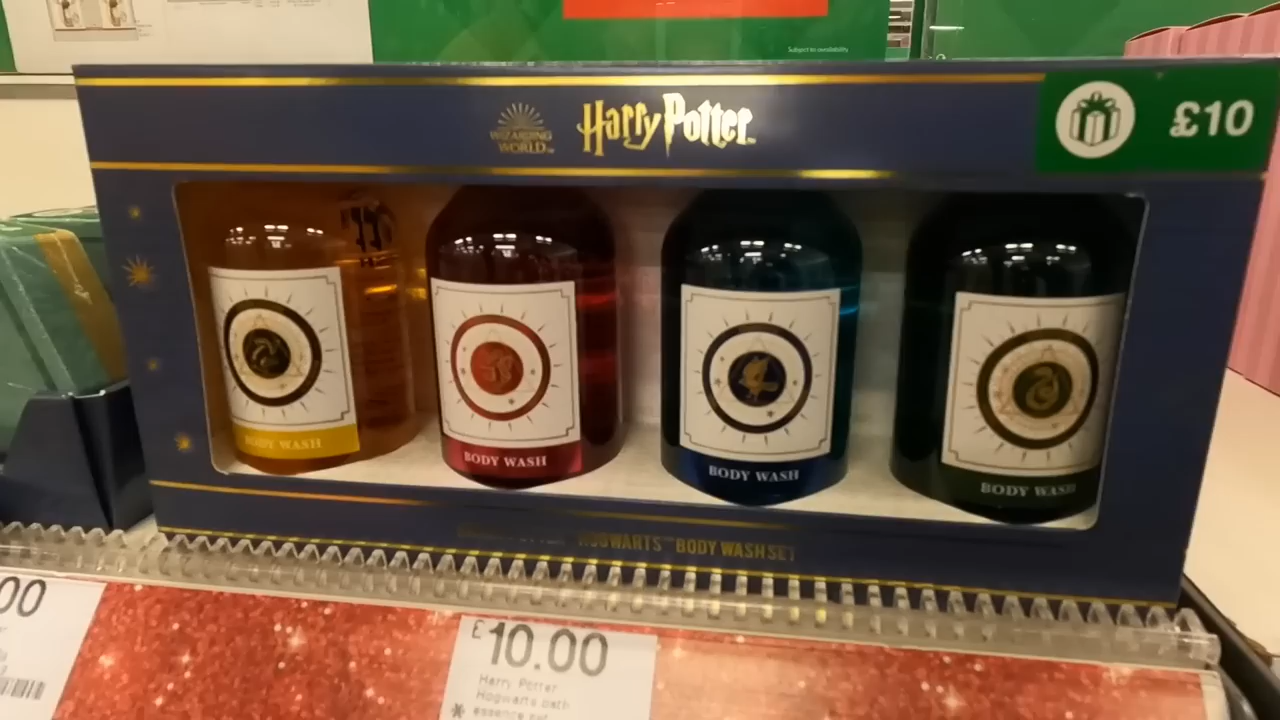 Subject to availability
WIZARDING
WORLD
Harry Potter
£10
BODY WASH
BODY WASH
BODY WASH
BODY WASH
HOGWARTS™ BODY WASH SET
00
£10.00
Harry Potter
Hogwarts bath
essence set